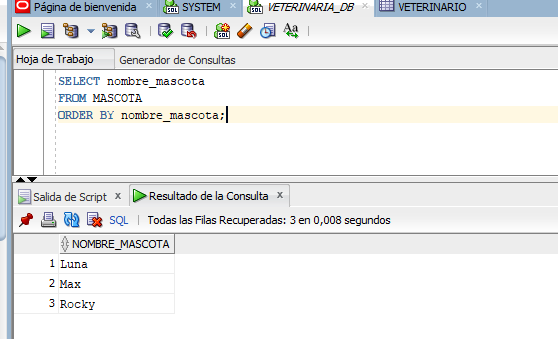 Página de bienvenida
SYSTEM
VETERINARIA_DB
VETERINARIO
SQL
Aa
Hoja de Trabajo
Generador de Consultas
SELECT nombre_mascota
FROM MASCOTA
ORDER BY nombre_mascota;
Salida de Script x
Resultado de la Consulta x
SQL | Todas las Filas Recuperadas: 3 en 0,008 segundos
NOMBRE_MASCOTA
1 Luna
2 Max
3 Rocky